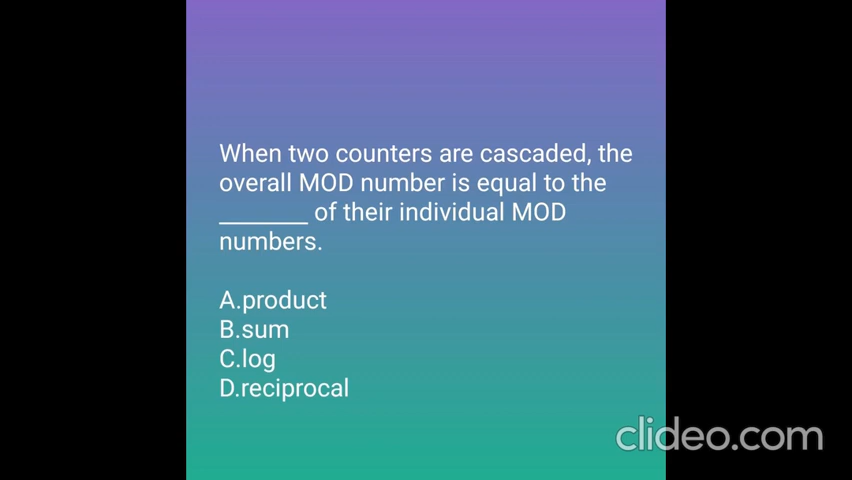 When two counters are cascaded, the
overall MOD number is equal to the
_______ of their individual MOD
numbers.
A.product
B.sum
C.log
D.reciprocal
clideo.com